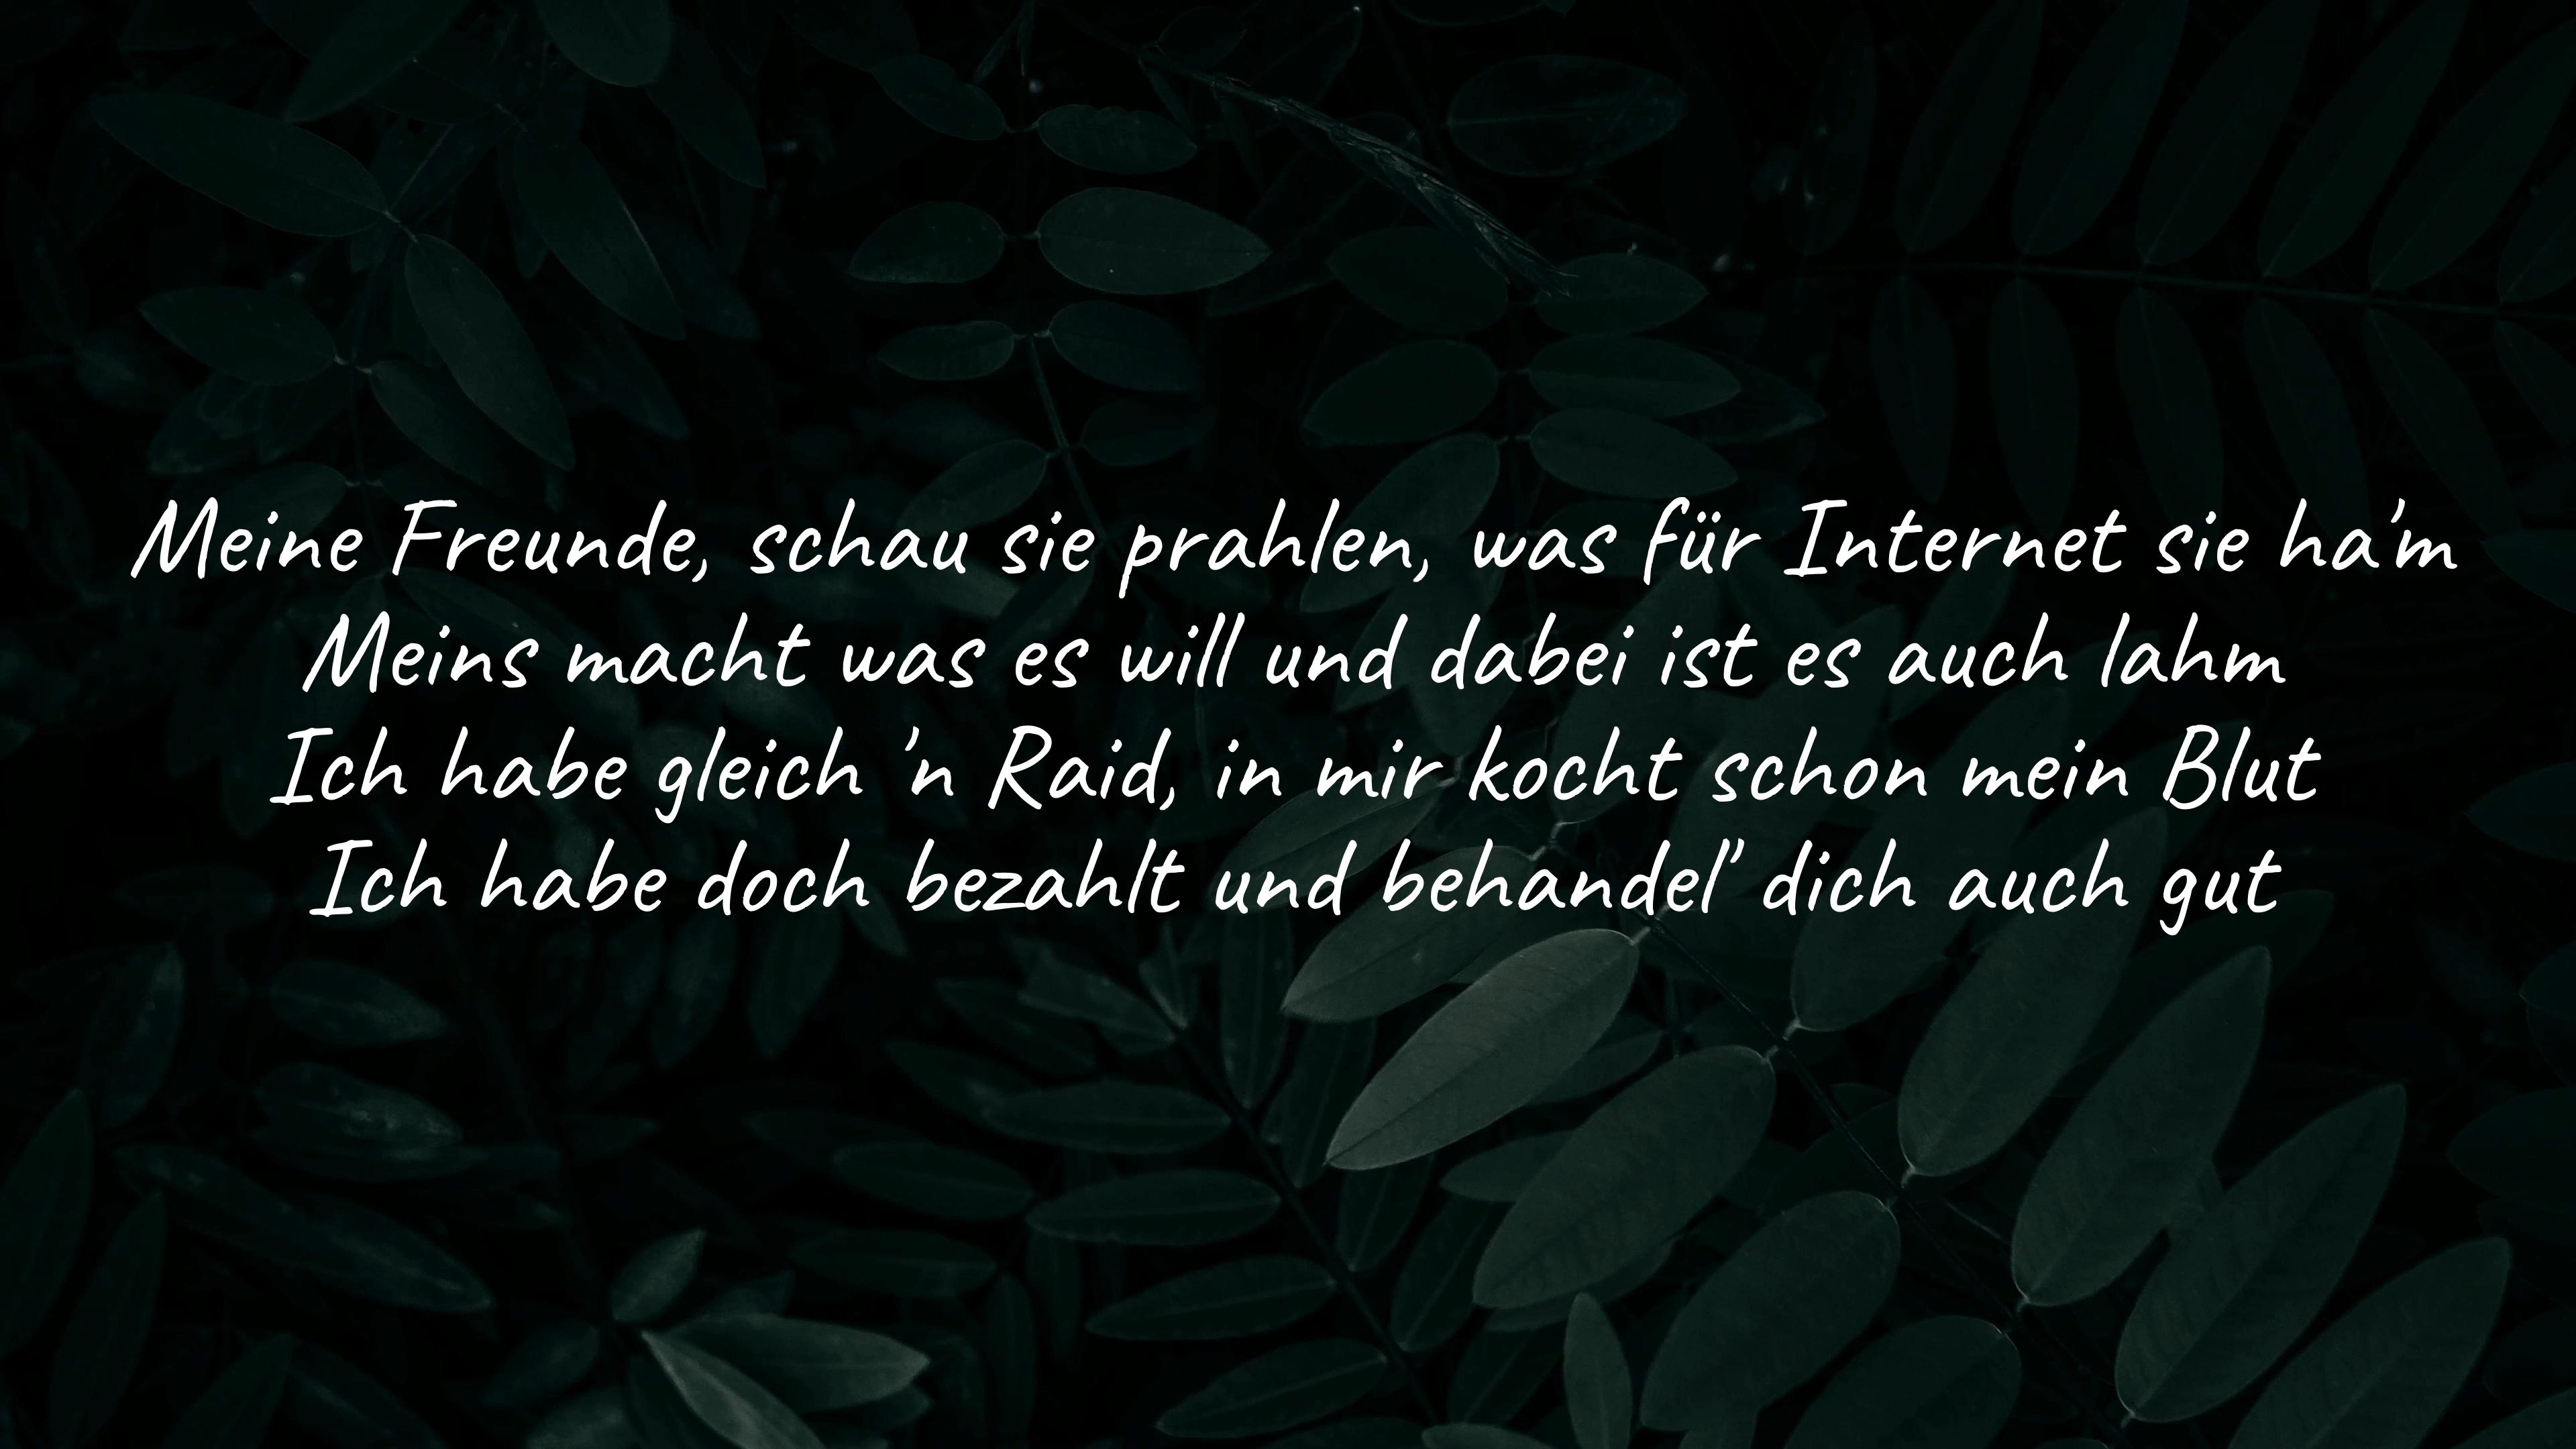 Meine Freunde, schau sie prahlen, was für Internet sie ha'm
Meins macht was es will und dabei ist es auch lahm
Ich habe gleich 'n Raid, in mir kocht schon mein Blut
Ich habe doch bezahlt und behandel' dich auch gut